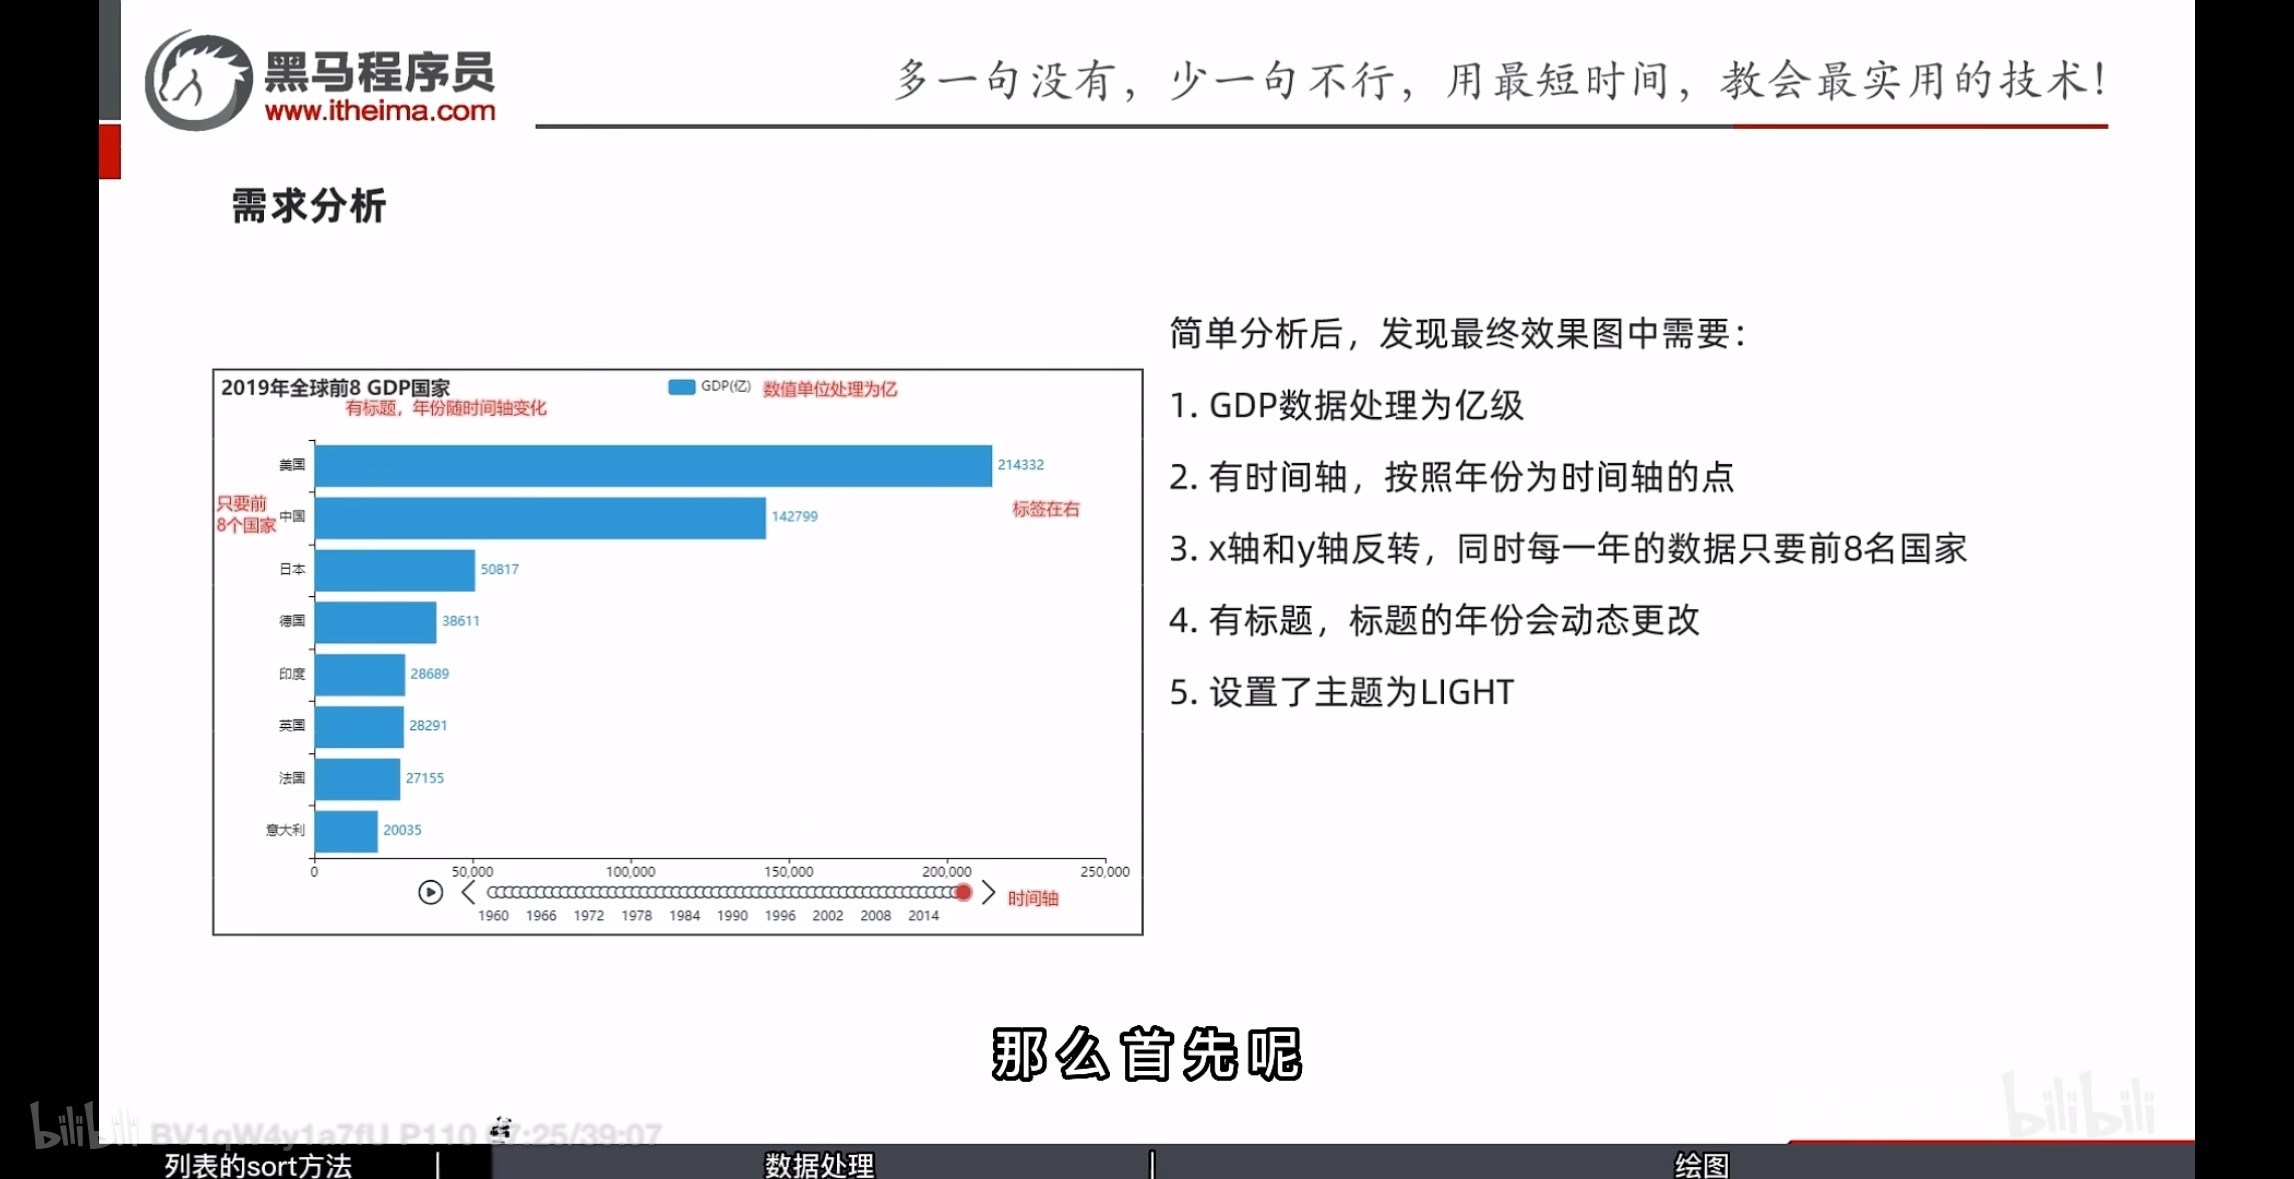 黑马程序员
www.itheima.com
多一句没有，少一句不行，用最短时间，教会最实用的技术！
需求分析
2019年全球前8 GDP国家
有标题，年份随时间轴变化
GDP(亿)
数值单位处理为亿
美国
214332
只要前
8个国家
中国
142799
标签在右
日本
50817
德国
38611
印度
28689
英国
28291
法国
27155
意大利
20035
0
50,000
100,000
150,000
200,000
250,000
时间轴
1960 1966 1972 1978 1984 1990 1996 2002 2008 2014
简单分析后，发现最终效果图中需要：
1. GDP数据处理为亿级
2. 有时间轴，按照年份为时间轴的点
3. x轴和y轴反转，同时每一年的数据只要前8名国家
4. 有标题，标题的年份会动态更改
5. 设置了主题为LIGHT
那么首先呢
bilibili
bilibili
BV1qW4y1a7fU P110 07:25/39:07
列表的sort方法 | 数据处理 | 绘图